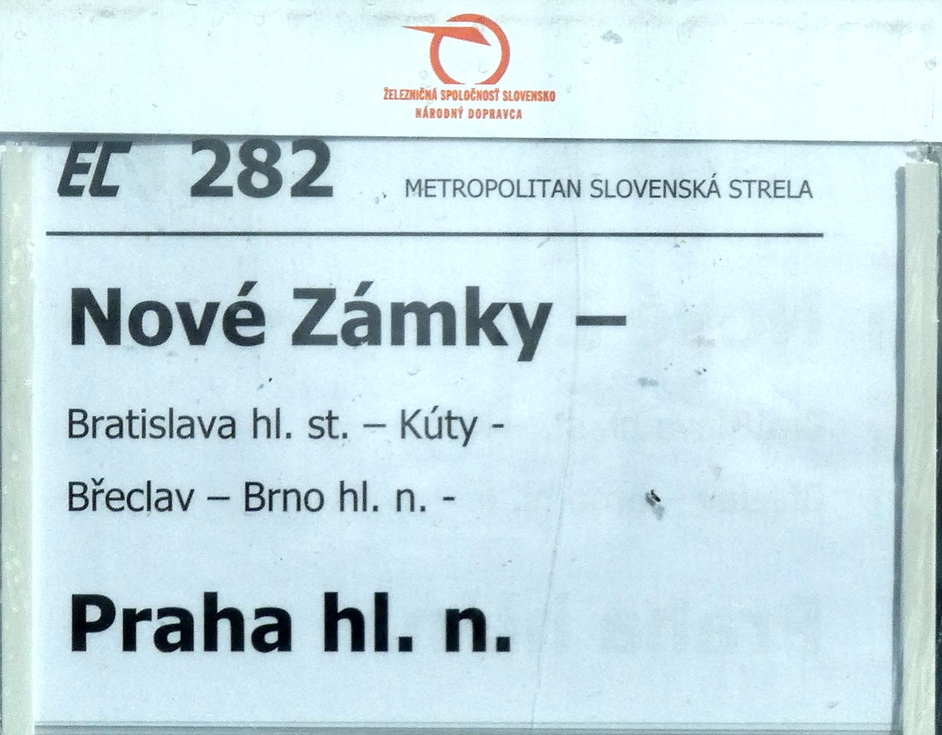 ŽELEZNIČNÁ SPOLOČNOSŤ SLOVENSKO
NÁRODNÝ DOPRAVCA
EC 282 METROPOLITAN SLOVENSKÁ STRELA
Nové Zámky –
Bratislava hl. st. – Kúty -
Břeclav – Brno hl. n. -
Praha hl. n.